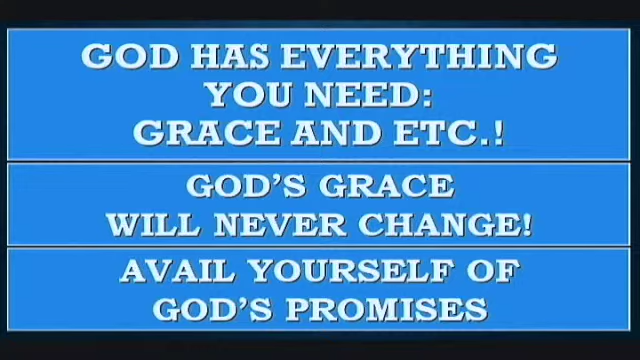 GOD HAS EVERYTHING
YOU NEED:
GRACE AND ETC.!
GOD'S GRACE
WILL NEVER CHANGE!
AVAIL YOURSELF OF
GOD'S PROMISES